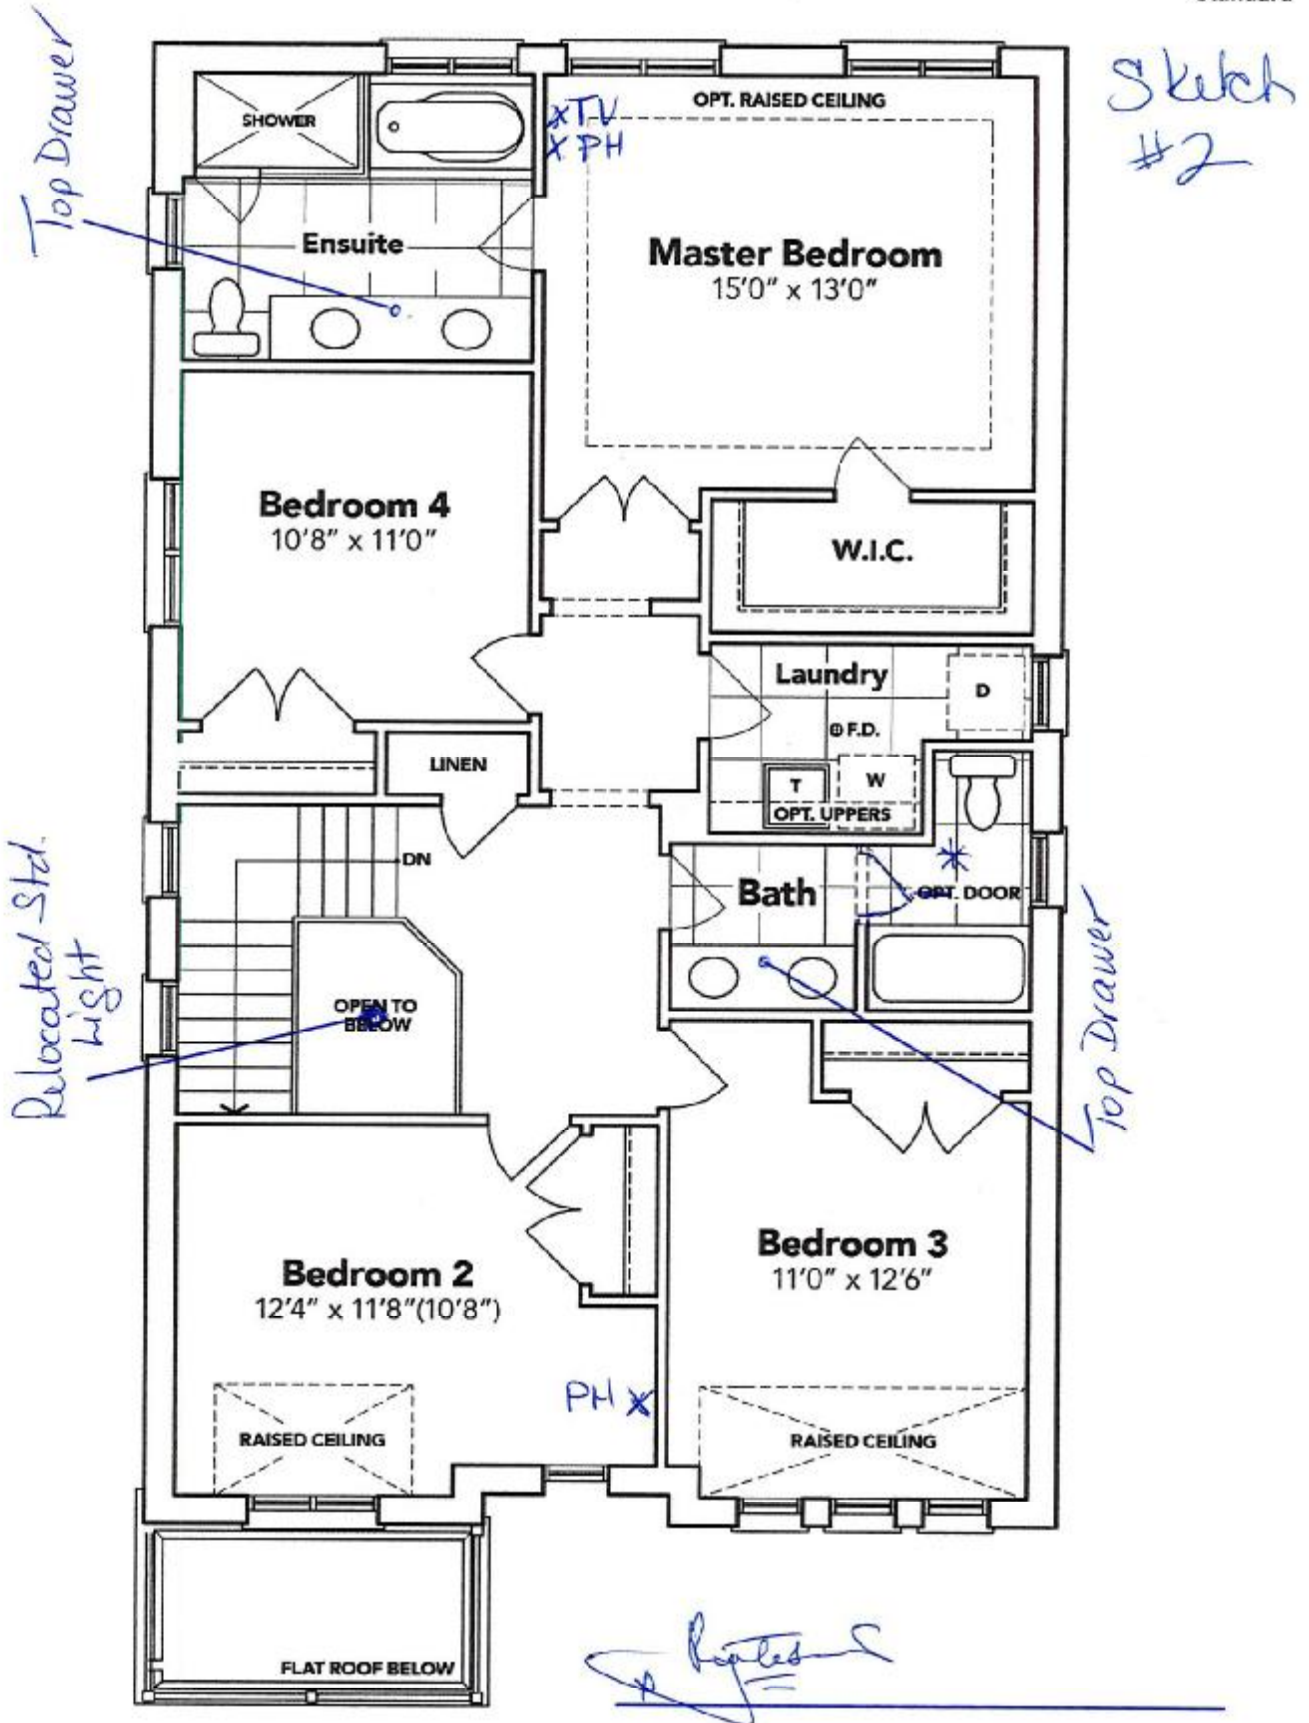 Sketch
#2
Top Drawer
SHOWER
xTV
x PH
OPT. RAISED CEILING
Ensuite
Master Bedroom
15'0" x 13'0"
Bedroom 4
10'8" x 11'0"
W.I.C.
Laundry
D
F.D.
LINEN
T
W
OPT. UPPERS
DN
Bath
OPT. DOOR
Relocated Std.
Light
OPEN TO
BELOW
Top Drawer
Bedroom 2
12'4" x 11'8"(10'8")
Bedroom 3
11'0" x 12'6"
PH x
RAISED CEILING
RAISED CEILING
FLAT ROOF BELOW